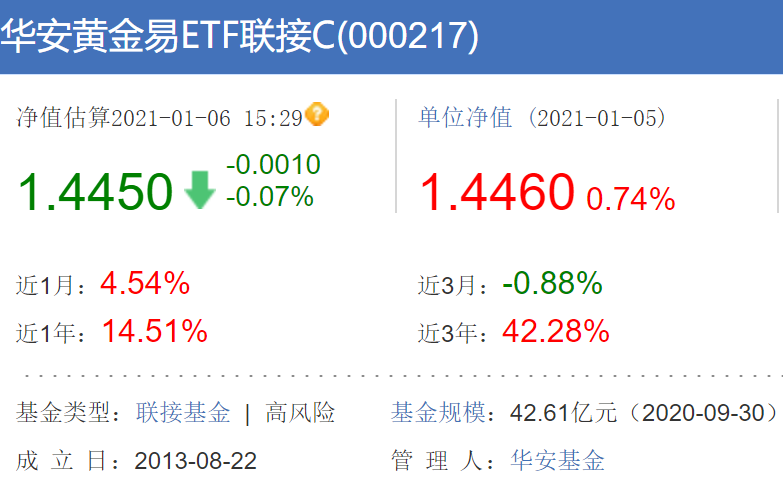 华安黄金易ETF联接C(000217)
净值估算2021-01-06 15:29 ?
单位净值 (2021-01-05)
1.4450 -0.0010 -0.07%
1.4460 0.74%
近1月：4.54% 近3月：-0.88%
近1年：14.51% 近3年：42.28%
基金类型：联接基金 | 高风险 基金规模：42.61亿元（2020-09-30）
成 立 日：2013-08-22 管 理 人：华安基金